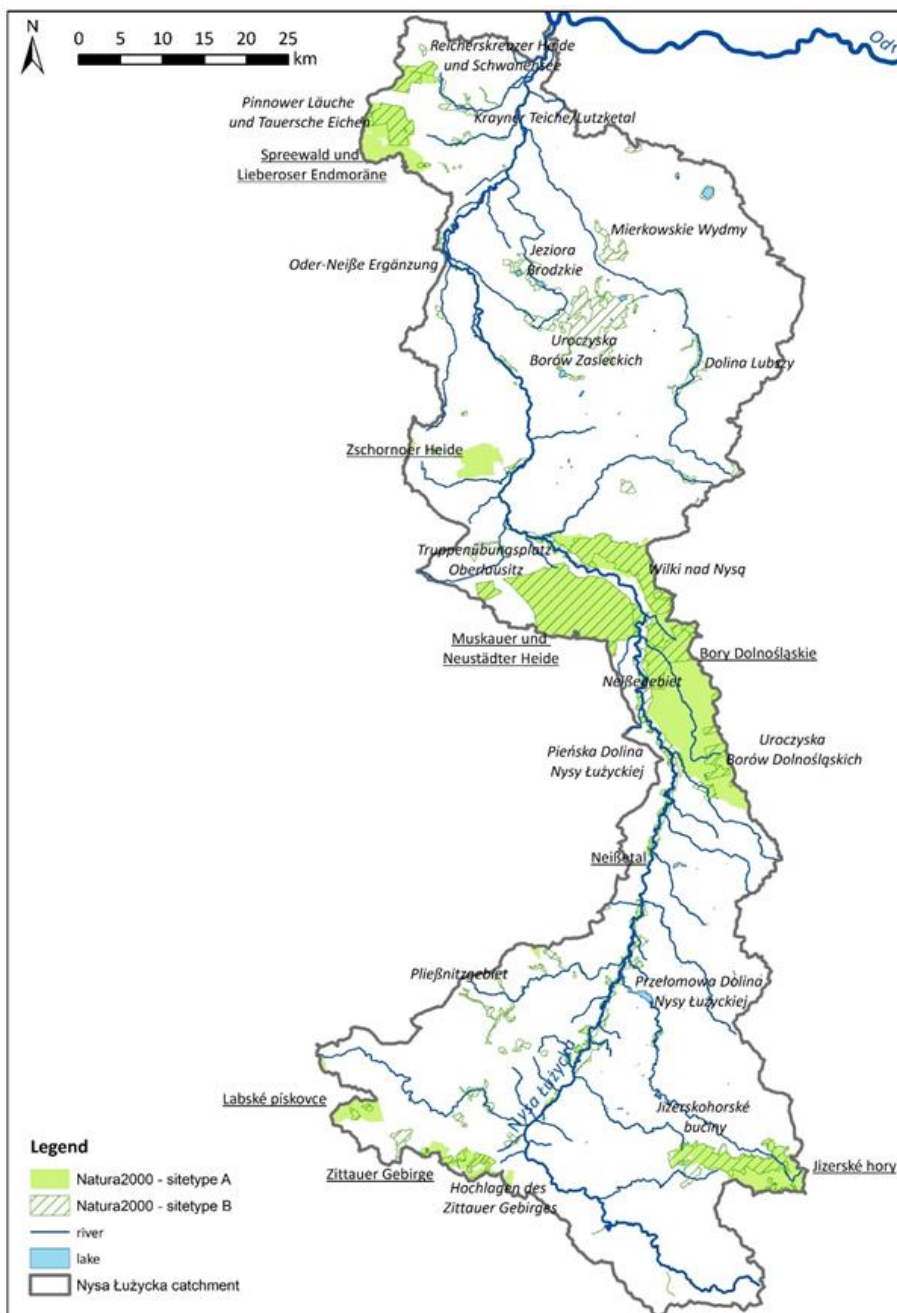 N
0 5 10 15 20 25
km
Odr
Reicherskreuzer Heide
und Schwanensee
Pinnower Läuche
und Tauersche Eichen
Krayner Teiche/Lutzketal
Spreewald und
Lieberoser Endmoräne
Mierkowskie Wydmy
Jeziora
Brodzkie
Oder-Neiße Ergänzung
Uroczyska
Borów Zasieckich
Dolina Lubszy
Zschornoer Heide
Truppenübungsplatz
Oberlausitz
Wilki nad Nysą
Muskauer und
Neustädter Heide
Bory Dolnośląskie
Neißegebiet
Uroczyska
Borów Dolnośląskich
Pieńska Dolina
Nysy Łużyckiej
Neißetal
Pließnitzgebiet
Przełomowa Dolina
Nysy Łużyckiej
Nysa Łużycka
Labské pískovce
Jizerskohorské
bučiny
Zittauer Gebirge
Jizerské hory
Hochlagen des
Zittauer Gebirges
Legend
Natura2000 - sitetype A
Natura2000 - sitetype B
river
lake
Nysa Łużycka catchment